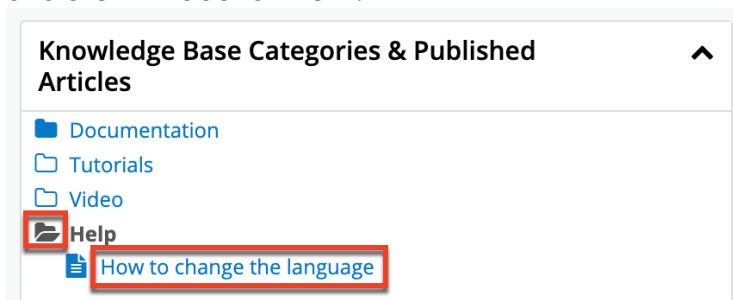 Knowledge Base Categories & Published
Articles
Documentation
Tutorials
Video
Help
How to change the language